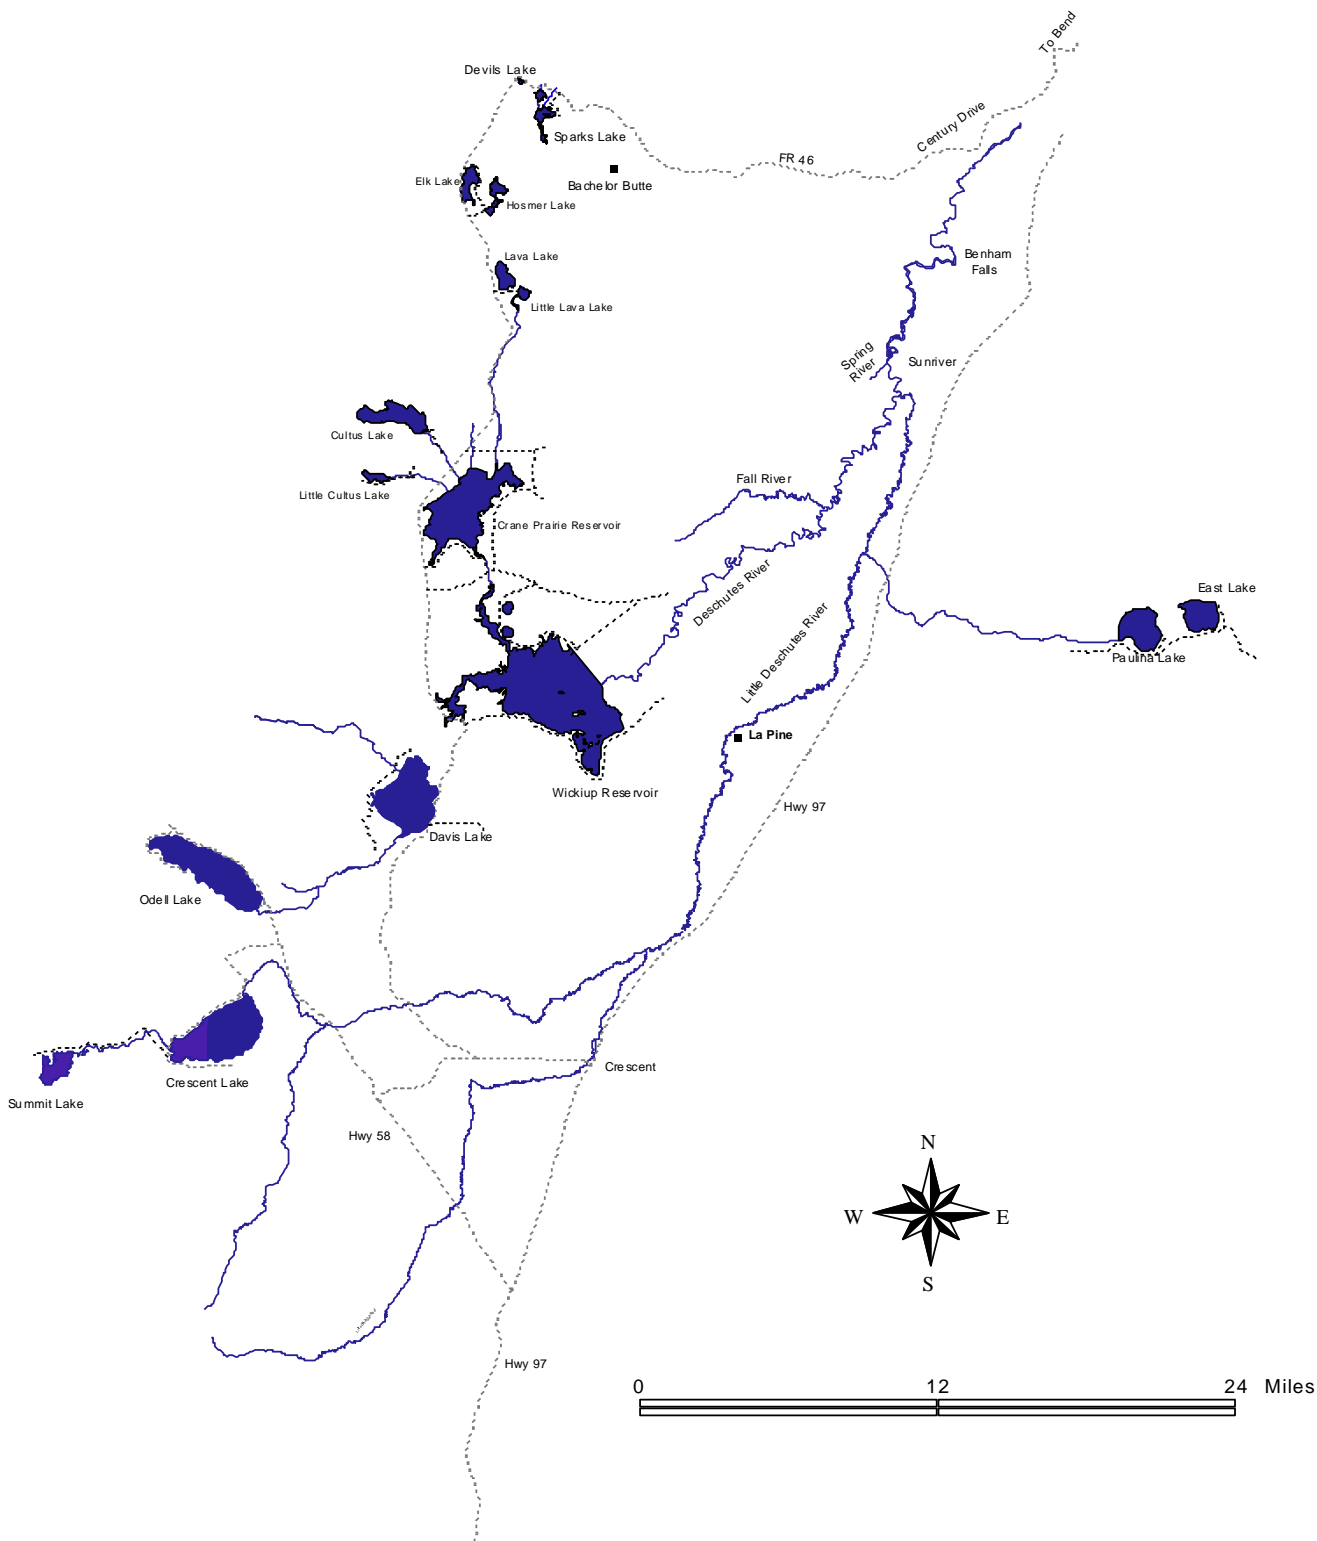 To Bend
Devils Lake
Century Drive
Sparks Lake
FR 46
Elk Lake
Bachelor Butte
Hosmer Lake
Benham
Falls
Lava Lake
Little Lava Lake
Spring
River
Sunriver
Cultus Lake
Fall River
Little Cultus Lake
Crane Prairie Reservoir
Deschutes River
East Lake
Little Deschutes River
Paulina Lake
La Pine
Wickiup Reservoir
Hwy 97
Davis Lake
Odell Lake
Crescent
Crescent Lake
Summit Lake
Hwy 58
N
W
E
S
Hwy 97
0 12 24 Miles